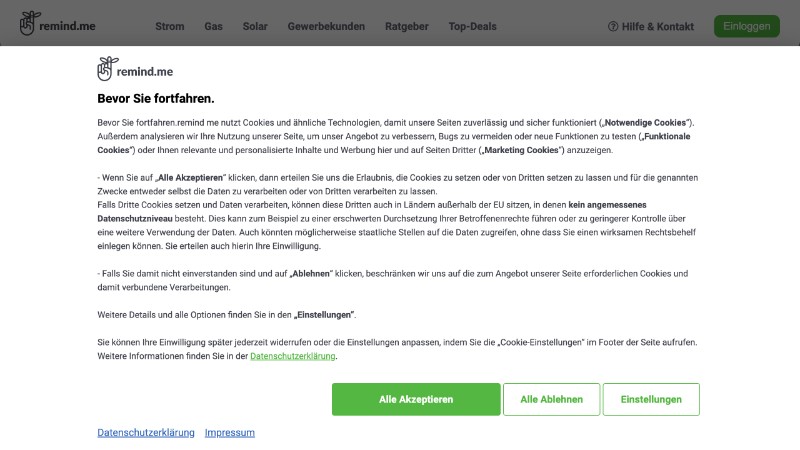 remind.me Strom Gas Solar Gewerbekunden Ratgeber Top-Deals Hilfe & Kontakt Einloggen
remind.me
Bevor Sie fortfahren.
Bevor Sie fortfahren.remind me nutzt Cookies und ähnliche Technologien, damit unsere Seiten zuverlässig und sicher funktioniert („Notwendige Cookies“).
Außerdem analysieren wir Ihre Nutzung unserer Seite, um unser Angebot zu verbessern, Bugs zu vermeiden oder neue Funktionen zu testen („Funktionale
Cookies“) oder Ihnen relevante und personalisierte Inhalte und Werbung hier und auf Seiten Dritter („Marketing Cookies“) anzuzeigen.
- Wenn Sie auf „Alle Akzeptieren“ klicken, dann erteilen Sie uns die Erlaubnis, die Cookies zu setzen oder von Dritten setzen zu lassen und für die genannten
Zwecke entweder selbst die Daten zu verarbeiten oder von Dritten verarbeiten zu lassen.
Falls Dritte Cookies setzen und Daten verarbeiten, können diese Dritten auch in Ländern außerhalb der EU sitzen, in denen kein angemessenes
Datenschutzniveau besteht. Dies kann zum Beispiel zu einer erschwerten Durchsetzung Ihrer Betroffenenrechte führen oder zu geringerer Kontrolle über
eine weitere Verwendung der Daten. Auch könnten möglicherweise staatliche Stellen auf die Daten zugreifen, ohne dass Sie einen wirksamen Rechtsbehelf
einlegen können. Sie erteilen auch hierin Ihre Einwilligung.
- Falls Sie damit nicht einverstanden sind und auf „Ablehnen“ klicken, beschränken wir uns auf die zum Angebot unserer Seite erforderlichen Cookies und
damit verbundene Verarbeitungen.
Weitere Details und alle Optionen finden Sie in den „Einstellungen“.
Sie können Ihre Einwilligung später jederzeit widerrufen oder die Einstellungen anpassen, indem Sie die „Cookie-Einstellungen“ im Footer der Seite aufrufen.
Weitere Informationen finden Sie in der Datenschutzerklärung.
Alle Akzeptieren Alle Ablehnen Einstellungen
Datenschutzerklärung Impressum